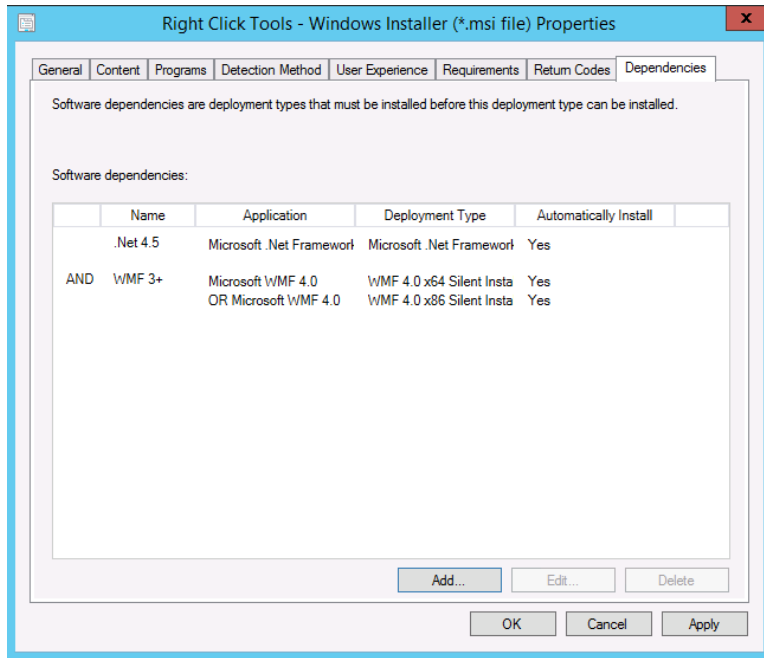 Right Click Tools - Windows Installer (*.msi file) Properties
x
General Content Programs Detection Method User Experience Requirements Return Codes Dependencies
Software dependencies are deployment types that must be installed before this deployment type can be installed.
Software dependencies:
Name Application Deployment Type Automatically Install
.Net 4.5 Microsoft .Net Framework Microsoft .Net Framework Yes
AND WMF 3+ Microsoft WMF 4.0 WMF 4.0 x64 Silent Insta Yes
OR Microsoft WMF 4.0 WMF 4.0 x86 Silent Insta Yes
Add... Edit... Delete
OK Cancel Apply